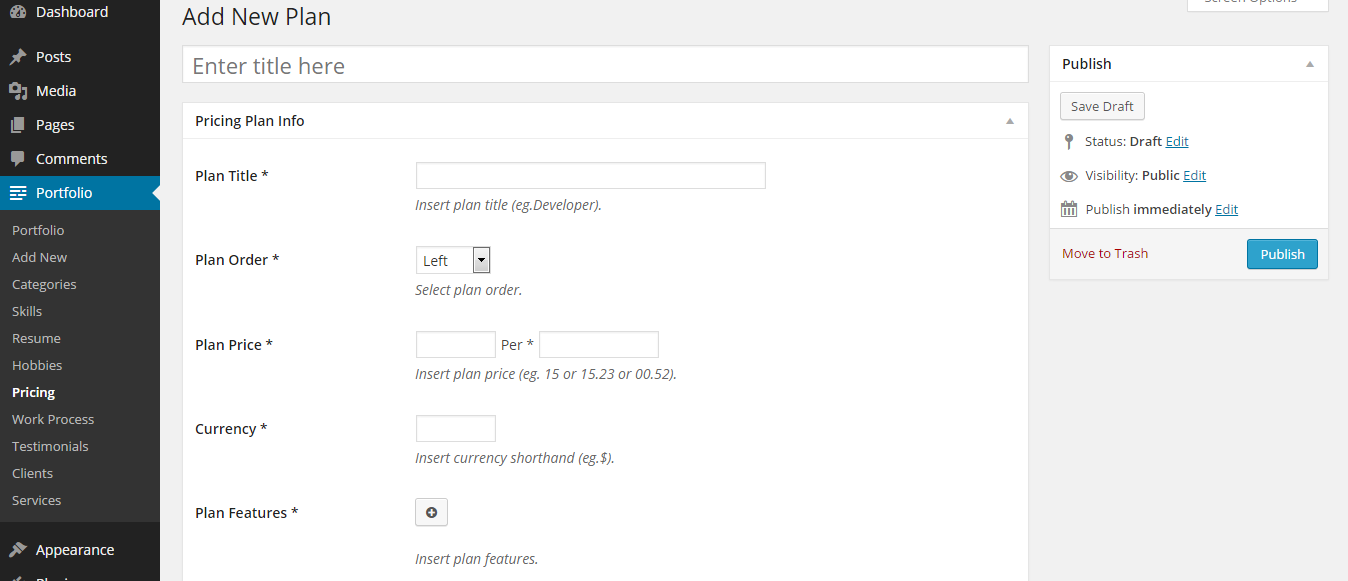 Dashboard
Posts
Media
Pages
Comments
Portfolio
Portfolio
Add New
Categories
Skills
Resume
Hobbies
Pricing
Work Process
Testimonials
Clients
Services
Appearance
Screen Options
Add New Plan
Enter title here
Pricing Plan Info
Plan Title *
Insert plan title (eg.Developer).
Plan Order *
Left
Select plan order.
Plan Price *
Per *
Insert plan price (eg. 15 or 15.23 or 00.52).
Currency *
Insert currency shorthand (eg.$).
Plan Features *
Insert plan features.
Publish
Save Draft
Status: Draft Edit
Visibility: Public Edit
Publish immediately Edit
Move to Trash
Publish